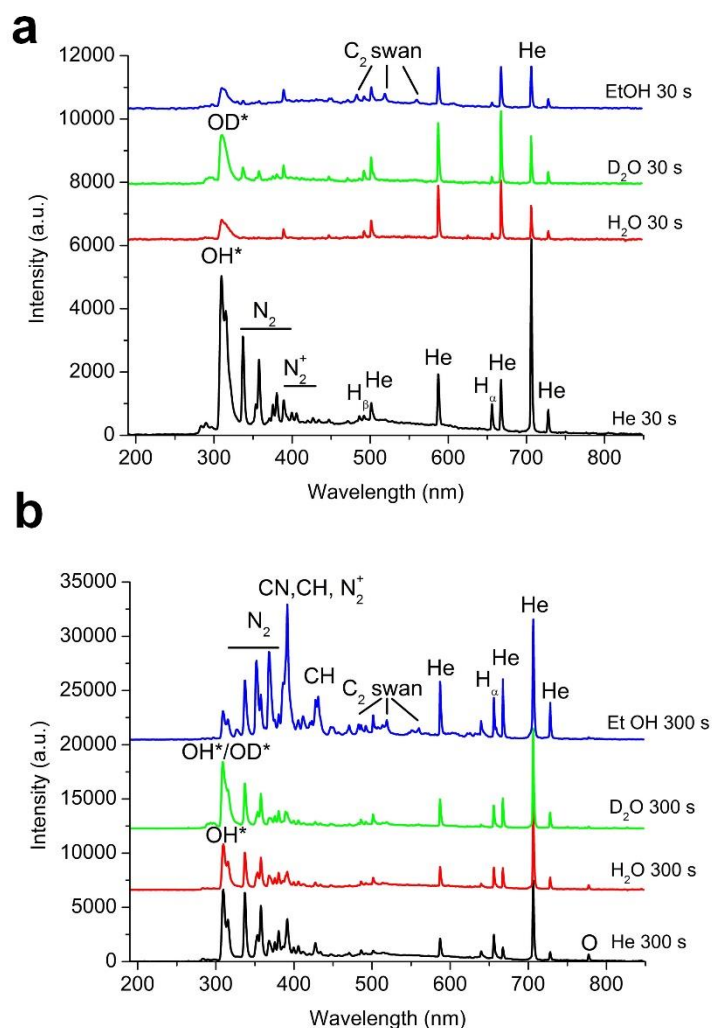 a
12000
10000
8000
6000
4000
2000
0
Intensity (a.u.)
C₂ swan
He
EtOH 30 s
OD*
D₂O 30 s
H₂O 30 s
OH*
N₂
N₂⁺
Hᵦ
He
He
Hα
He
He
He 30 s
200 300 400 500 600 700 800
Wavelength (nm)
b
35000
30000
25000
20000
15000
10000
5000
0
Intensity (a.u.)
CN,CH, N₂⁺
N₂
CH
C₂ swan
He
Hα
He
He
He
Et OH 300 s
OH*/OD*
D₂O 300 s
OH*
H₂O 300 s
He 300 s
O
200 300 400 500 600 700 800
Wavelength (nm)